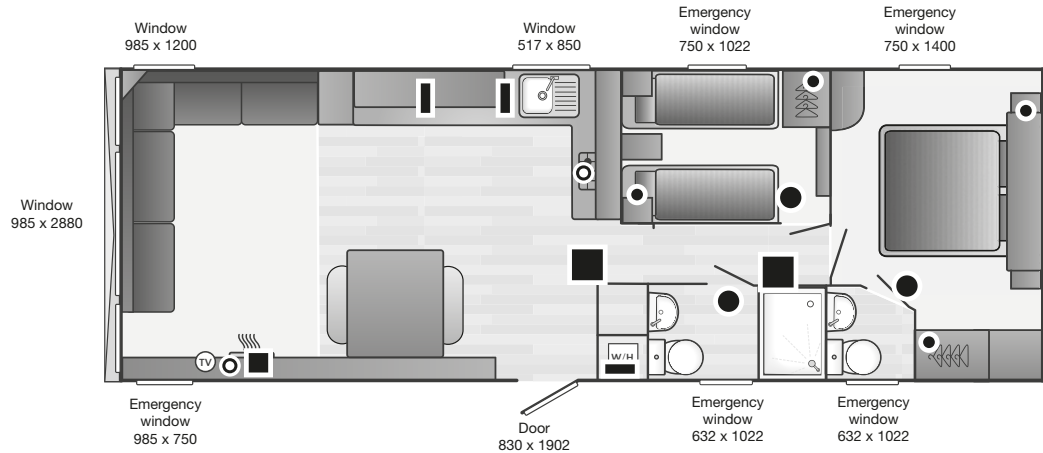 Window
985 x 1200
Window
517 x 850
Emergency
window
750 x 1022
Emergency
window
750 x 1400
Window
985 x 2880
TV
W/H
Emergency
window
985 x 750
Door
830 x 1902
Emergency
window
632 x 1022
Emergency
window
632 x 1022